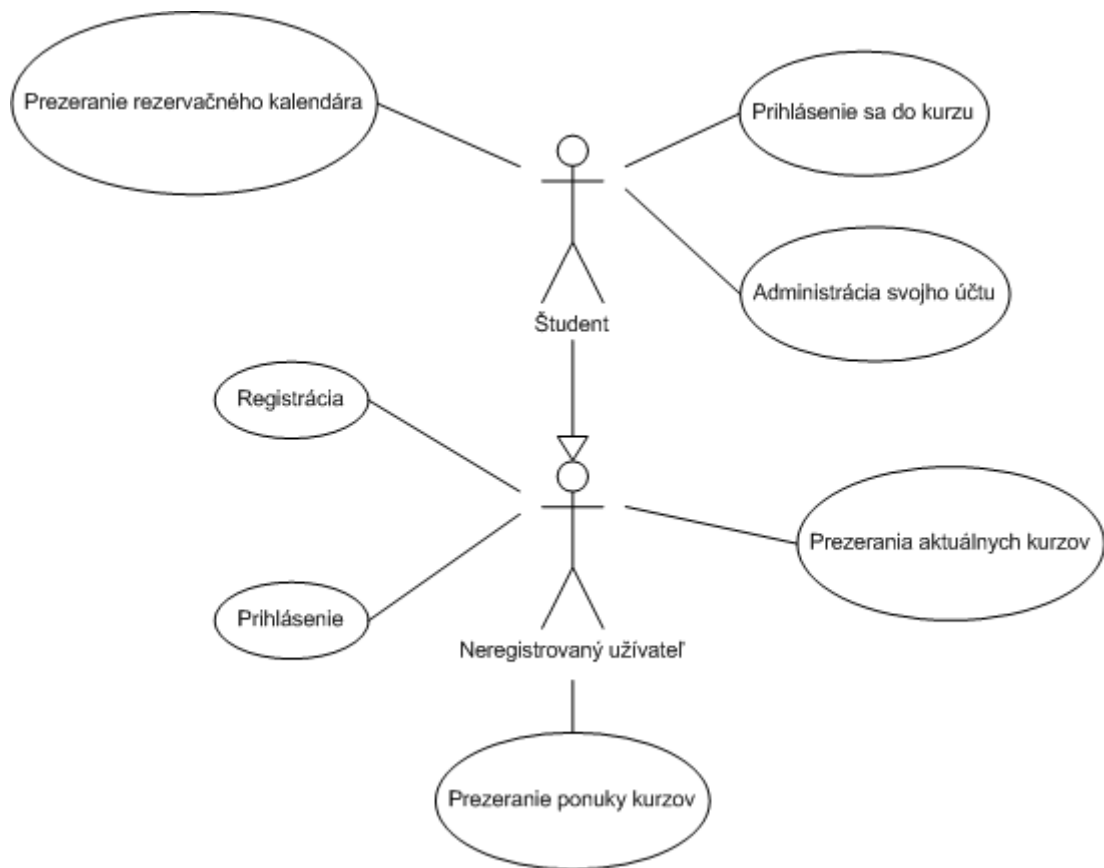 Prezeranie rezervačného kalendára
Prihlásenie sa do kurzu
Administrácia svojho účtu
Študent
Registrácia
Prezerania aktuálnych kurzov
Prihlásenie
Neregistrovaný užívateľ
Prezeranie ponuky kurzov